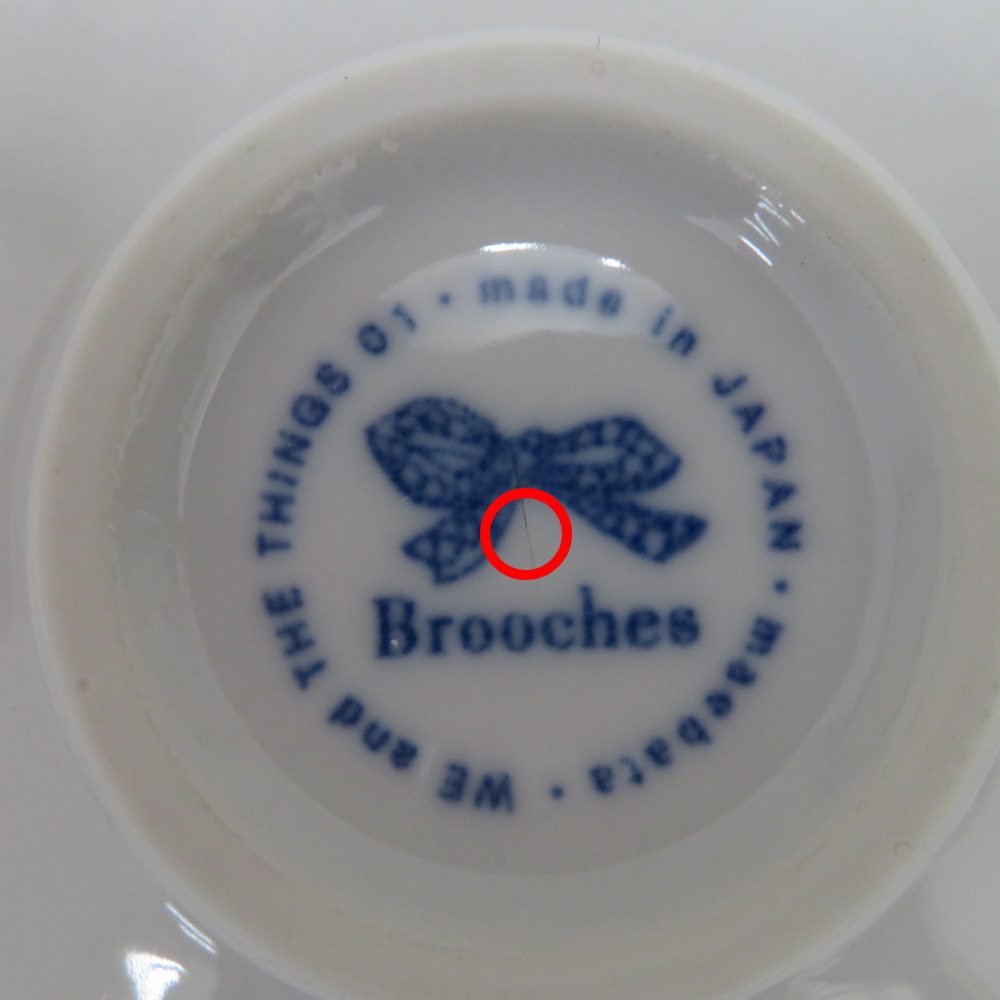 WE and THE THINGS 01 • made in JAPAN • maebata •
Brooches